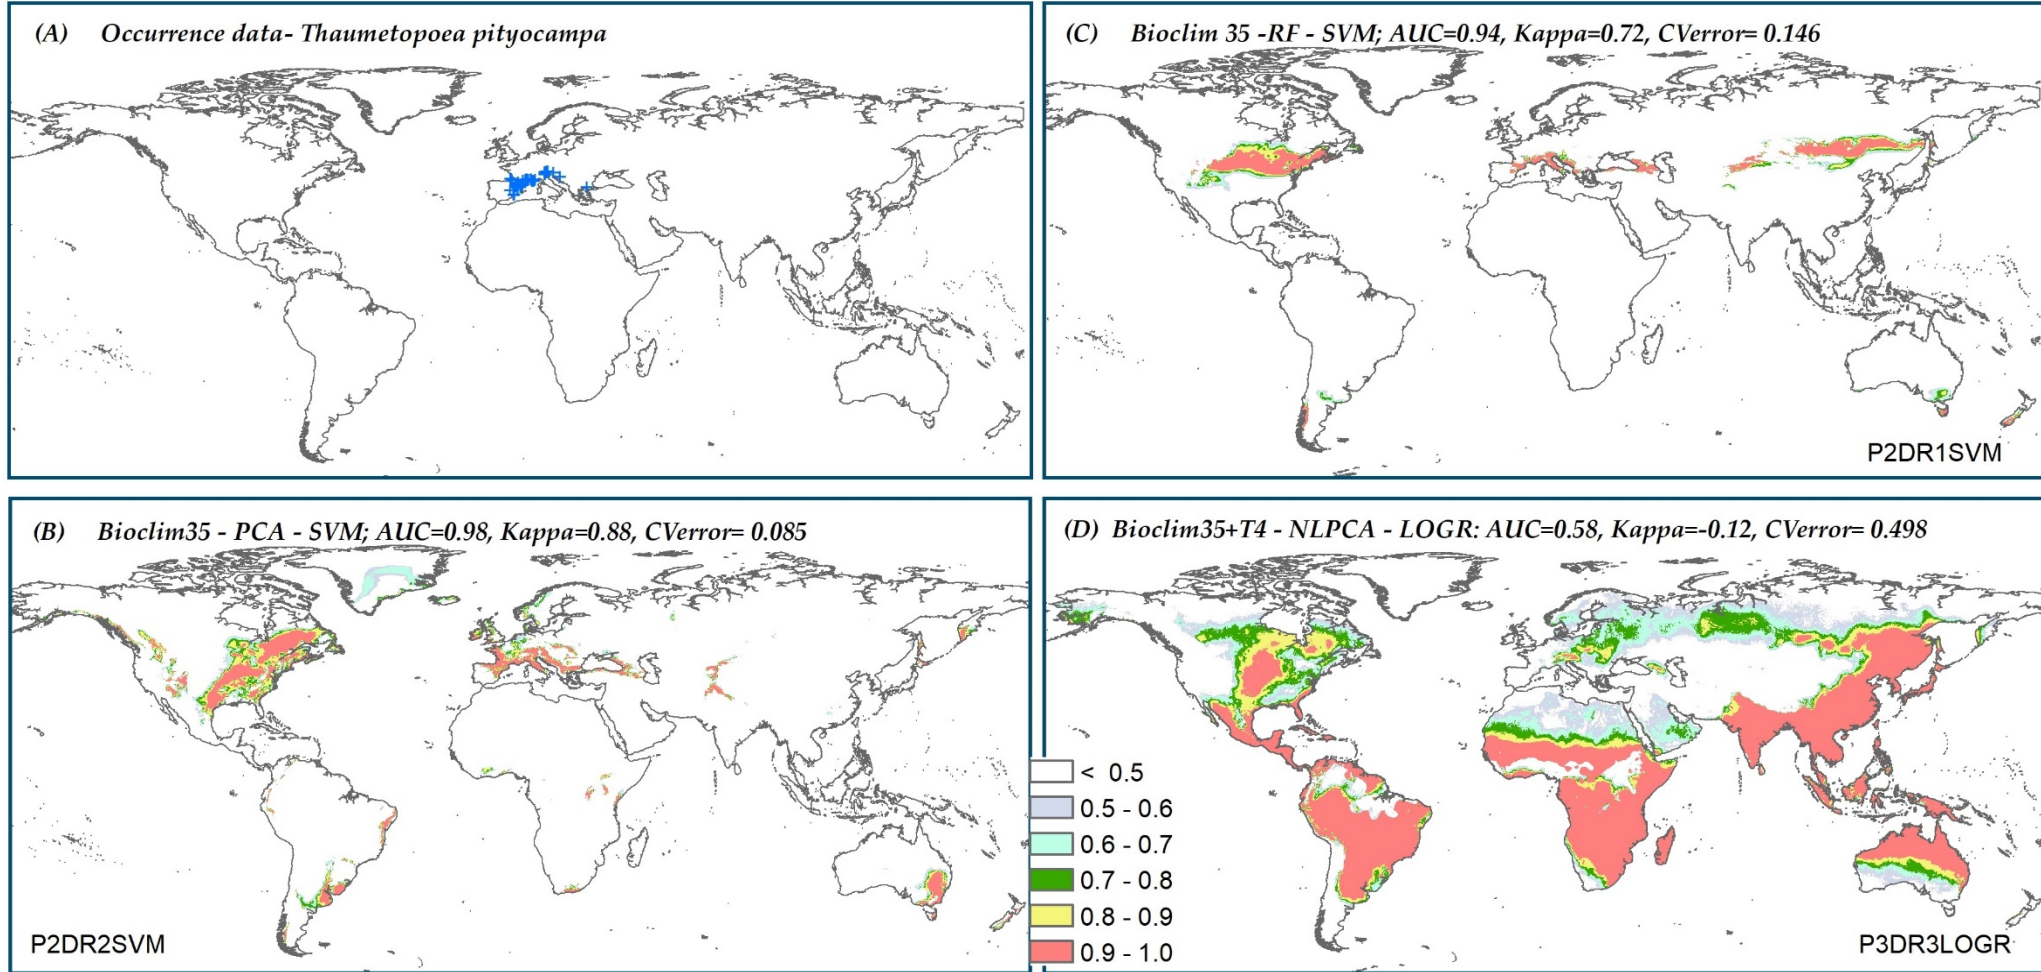 (A) Occurrence data- Thaumetopoea pityocampa
(C) Bioclim 35 -RF - SVM; AUC=0.94, Kappa=0.72, CVerror= 0.146
P2DR1SVM
(B) Bioclim35 - PCA - SVM; AUC=0.98, Kappa=0.88, CVerror= 0.085
P2DR2SVM
(D) Bioclim35+T4 - NLPCA - LOGR: AUC=0.58, Kappa=-0.12, CVerror= 0.498
< 0.5
0.5 - 0.6
0.6 - 0.7
0.7 - 0.8
0.8 - 0.9
0.9 - 1.0
P3DR3LOGR